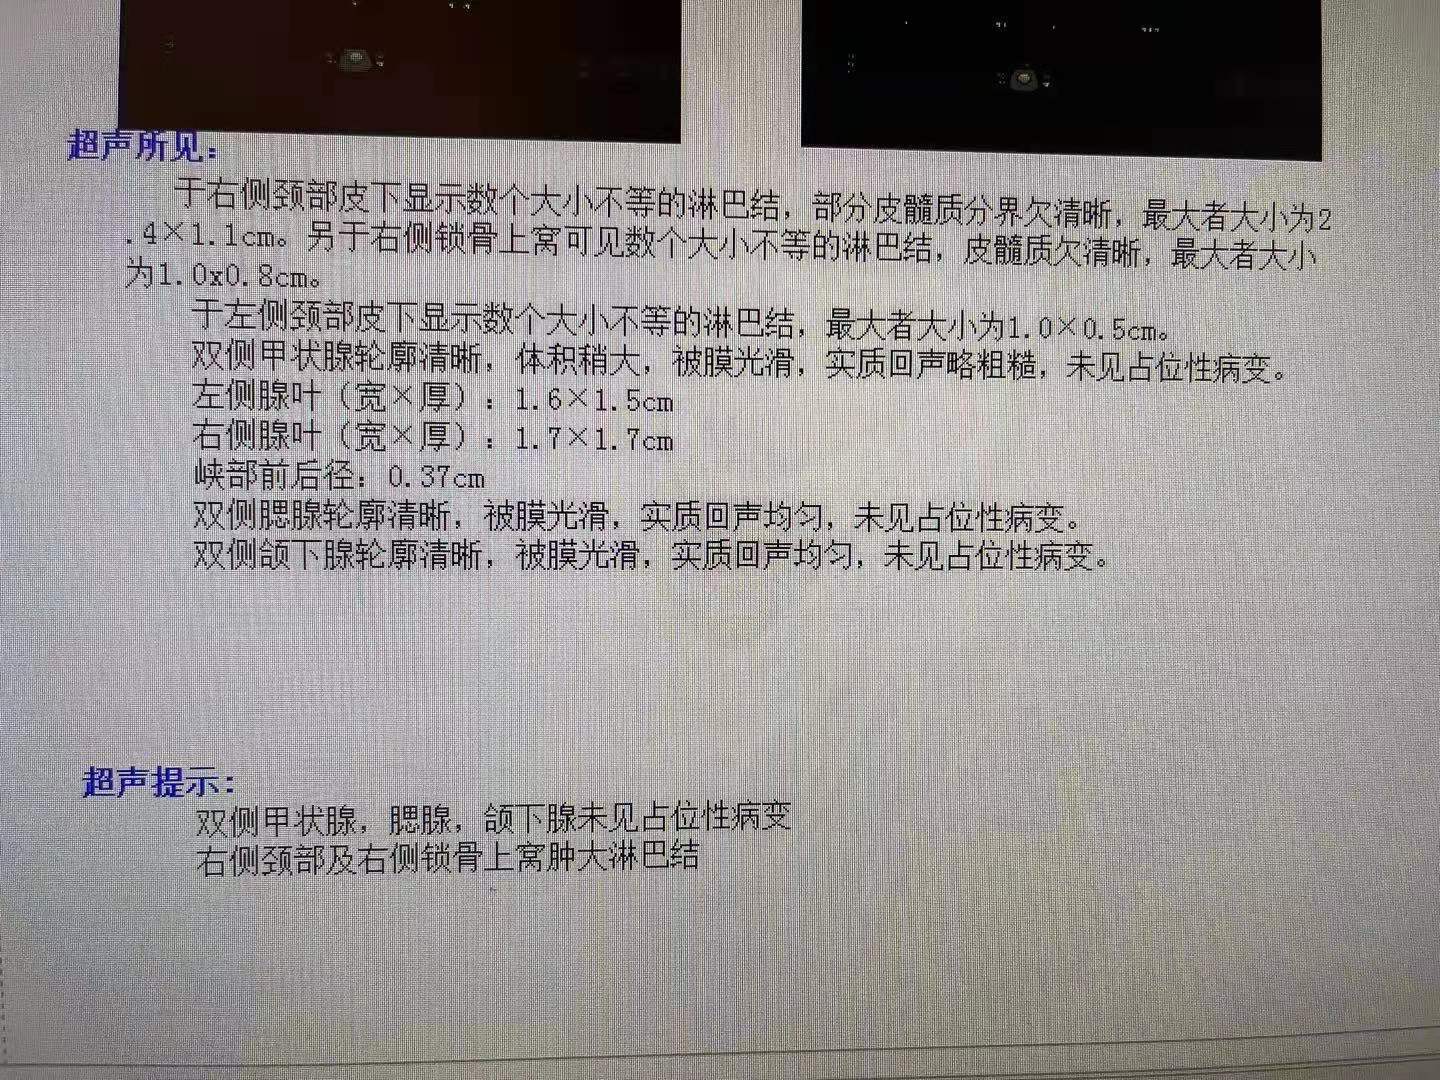 超声所见：
于右侧颈部皮下显示数个大小不等的淋巴结，部分皮髓质分界欠清晰，最大者大小为2
.4×1.1cm。另于右侧锁骨上窝可见数个大小不等的淋巴结，皮髓质欠清晰，最大者大小
为1.0x0.8cm。
于左侧颈部皮下显示数个大小不等的淋巴结，最大者大小为1.0×0.5cm。
双侧甲状腺轮廓清晰，体积稍大，被膜光滑，实质回声略粗糙，未见占位性病变。
左侧腺叶（宽×厚）：1.6×1.5cm
右侧腺叶（宽×厚）：1.7×1.7cm
峡部前后径：0.37cm
双侧腮腺轮廓清晰，被膜光滑，实质回声均匀，未见占位性病变。
双侧颌下腺轮廓清晰，被膜光滑，实质回声均匀，未见占位性病变。
超声提示：
双侧甲状腺，腮腺，颌下腺未见占位性病变
右侧颈部及右侧锁骨上窝肿大淋巴结